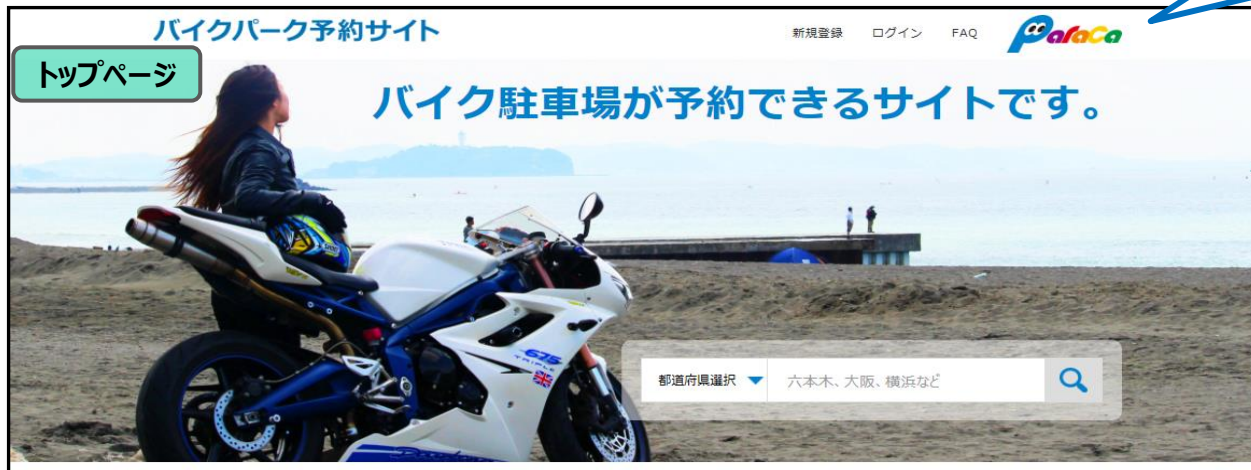 バイクパーク予約サイト
新規登録 ログイン FAQ
ParaCa
トップページ
バイク駐車場が予約できるサイトです。
675
TRIPLE
都道府県選択
六本木、大阪、横浜など